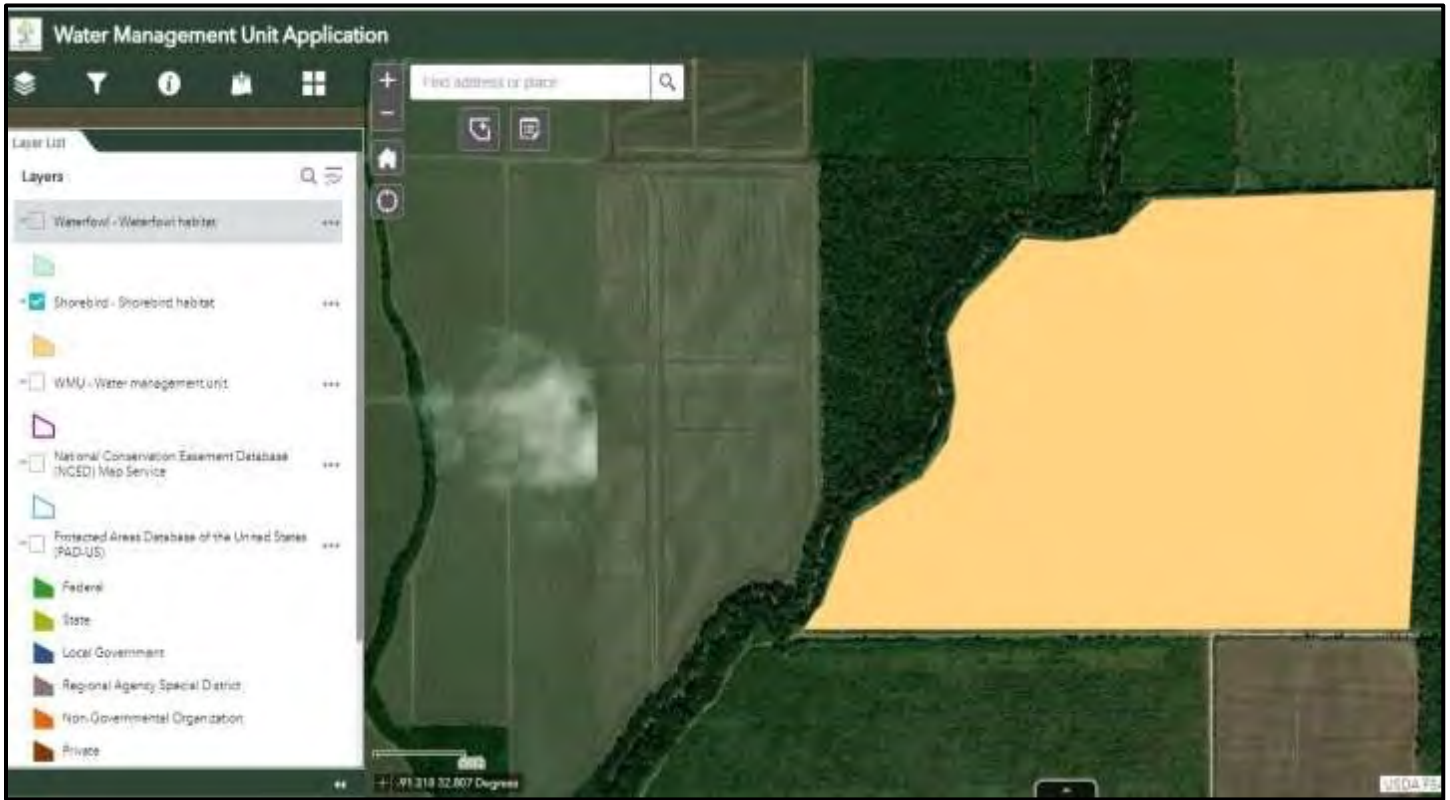 Water Management Unit Application
Find address or place
Layer List
Layers
Waterfowl - Waterfowl habitat
Shorebird - Shorebird habitat
WMU - Water management unit
National Conservation Easement Database
(NCED) Map Service
Protected Areas Database of the United States
(PAD-US)
Federal
State
Local Government
Regional Agency Special District
Non-Governmental Organization
Private
-91.318 32.807 Degrees
USDA